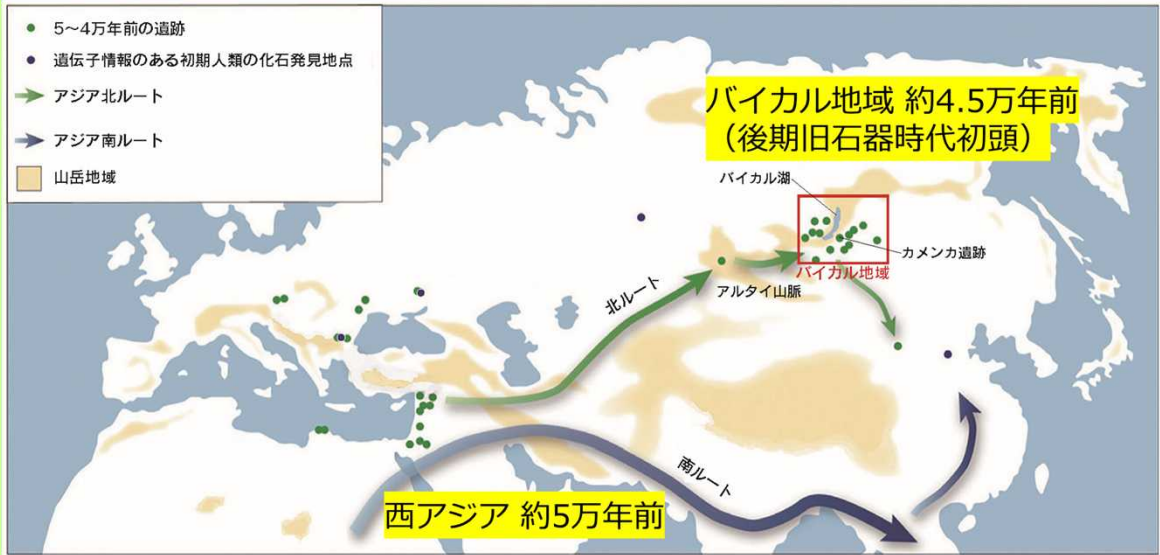 5～4万年前の遺跡
遺伝子情報のある初期人類の化石発見地点
アジア北ルート
アジア南ルート
山岳地域
バイカル地域 約4.5万年前
（後期旧石器時代初頭）
バイカル湖
カメンカ遺跡
バイカル地域
アルタイ山脈
北ルート
南ルート
西アジア 約5万年前